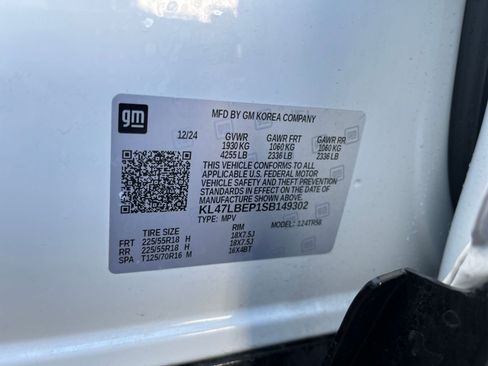 gm
MFD BY GM KOREA COMPANY
12/24 GVWR GAWR FRT GAWR RR
1930 KG 1060 KG 1060 KG
4255 LB 2336 LB 2336 LB
THIS VEHICLE CONFORMS TO ALL
APPLICABLE U.S. FEDERAL MOTOR
VEHICLE SAFETY AND THEFT PREVENTION
STANDARDS IN EFFECT ON THE DATE OF
MANUFACTURE SHOWN ABOVE.
KL47LBEP1SB149302
TYPE: MPV MODEL: 1TR58
TIRE SIZE RIM
FRT 225/55R18 H 18X7.5J
RR 225/55R18 H 18X7.5J
SPA T125/70R16 M 16X4BT